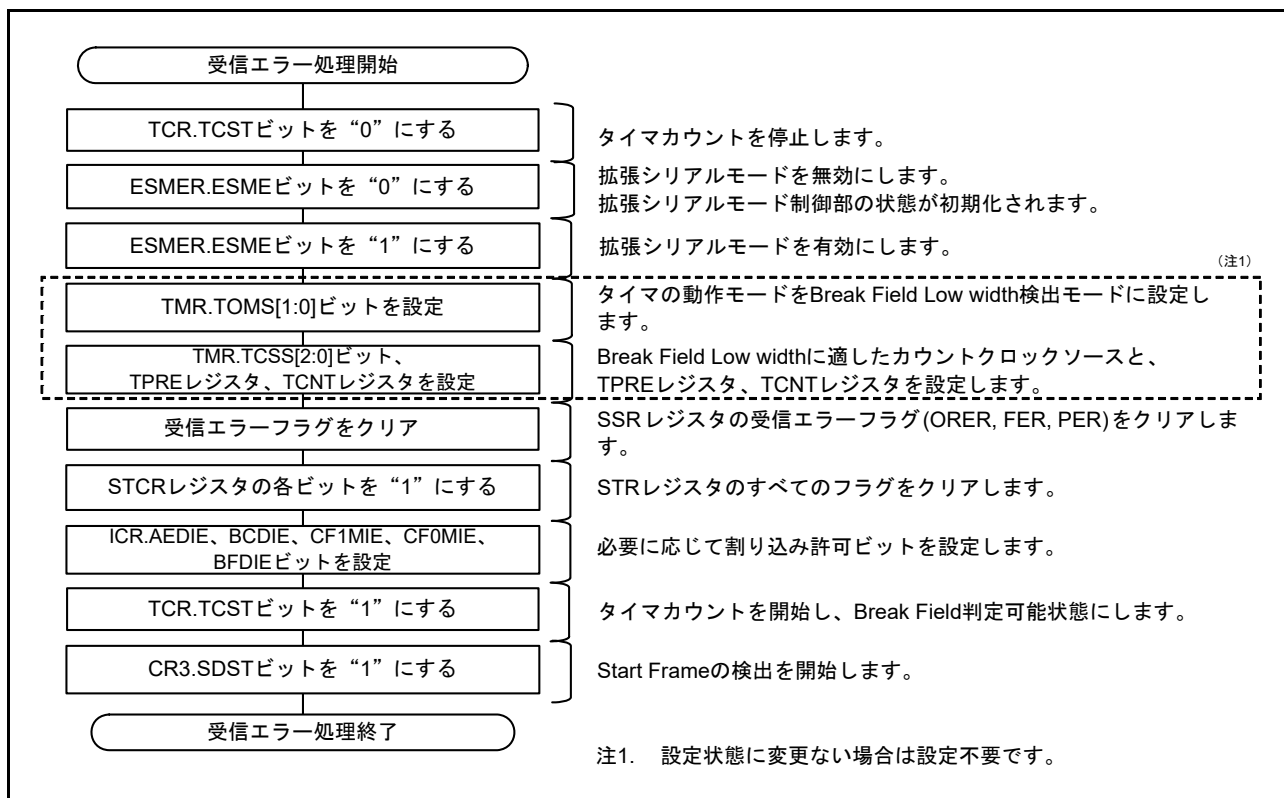 受信エラー処理開始
TCR.TCSTビットを“0”にする
タイマカウントを停止します。
ESMER.ESMEビットを“0”にする
拡張シリアルモードを無効にします。
拡張シリアルモード制御部の状態が初期化されます。
ESMER.ESMEビットを“1”にする
拡張シリアルモードを有効にします。
（注1）
TMR.TOMS[1:0]ビットを設定
タイマの動作モードをBreak Field Low width検出モードに設定し
ます。
TMR.TCSS[2:0]ビット、
TPREレジスタ、TCNTレジスタを設定
Break Field Low widthに適したカウントクロックソースと、
TPREレジスタ、TCNTレジスタを設定します。
受信エラーフラグをクリア
SSRレジスタの受信エラーフラグ(ORER, FER, PER)をクリアしま
す。
STCRレジスタの各ビットを“1”にする
STRレジスタのすべてのフラグをクリアします。
ICR.AEDIE、BCDIE、CF1MIE、CF0MIE、
BFDIEビットを設定
必要に応じて割り込み許可ビットを設定します。
TCR.TCSTビットを“1”にする
タイマカウントを開始し、Break Field判定可能状態にします。
CR3.SDSTビットを“1”にする
Start Frameの検出を開始します。
受信エラー処理終了
注1. 設定状態に変更ない場合は設定不要です。